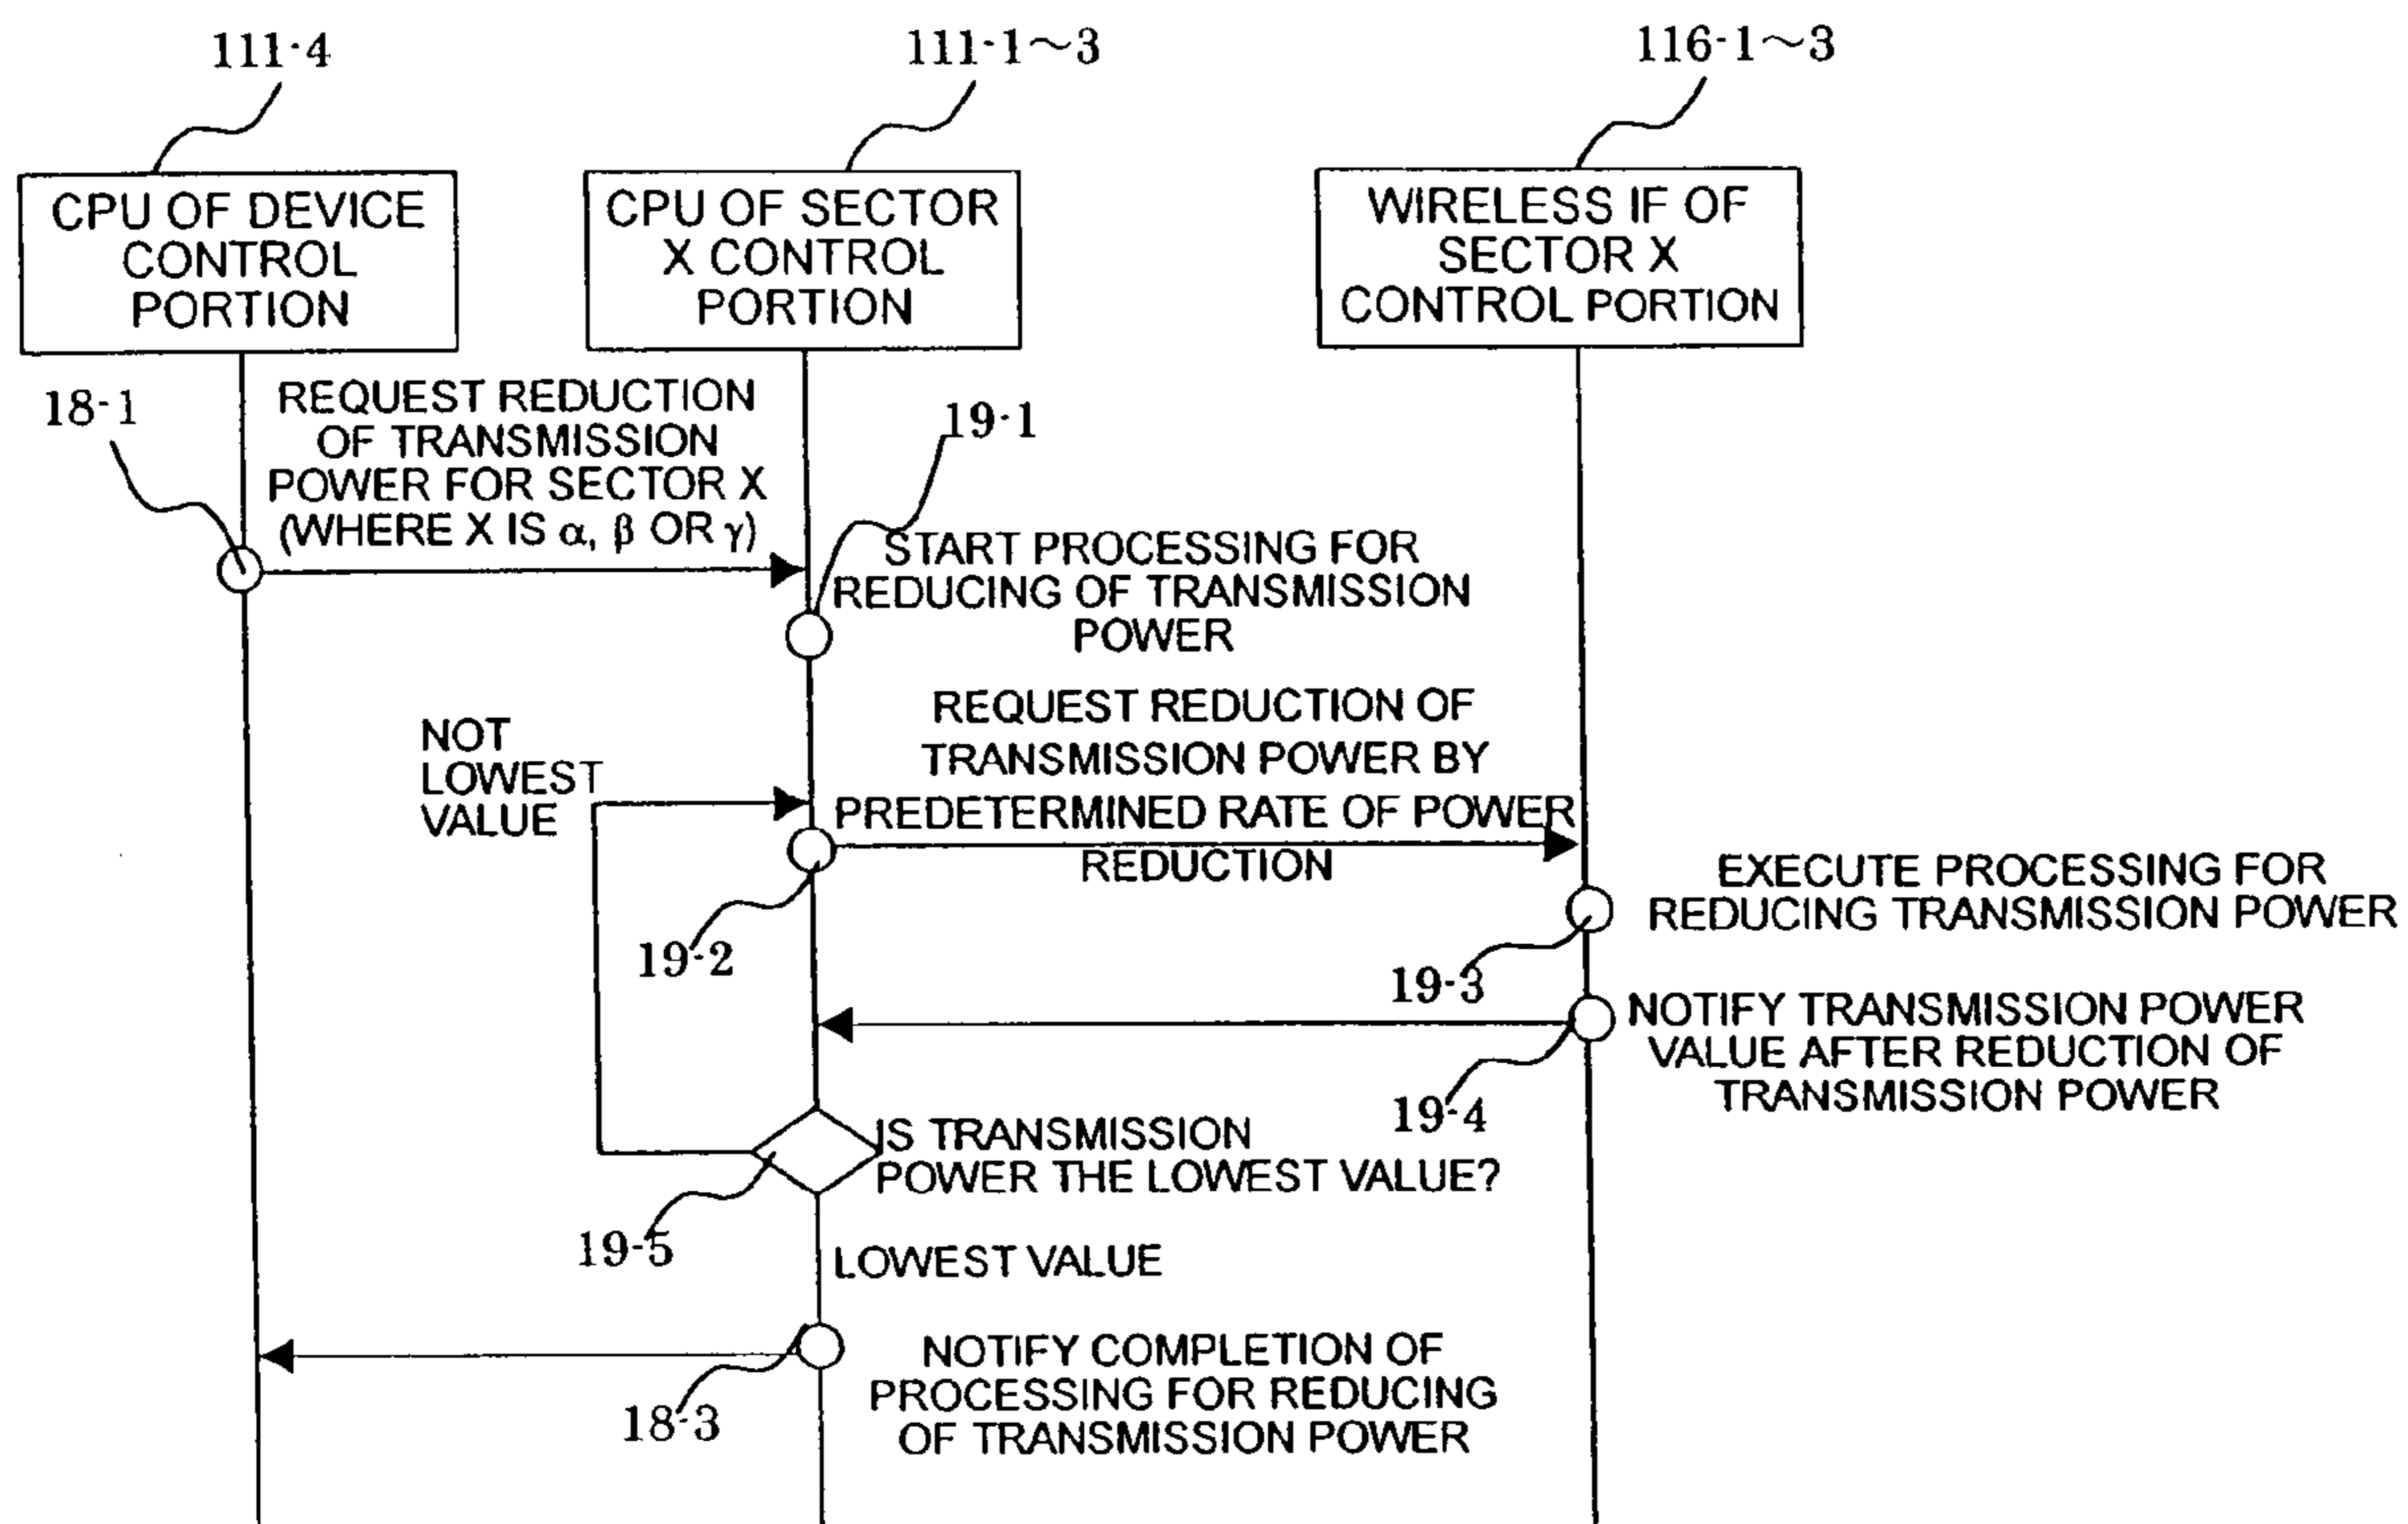 111-4
111-1～3
116-1～3
CPU OF DEVICE
CONTROL
PORTION
CPU OF SECTOR
X CONTROL
PORTION
WIRELESS IF OF
SECTOR X
CONTROL PORTION
18-1
REQUEST REDUCTION
OF TRANSMISSION
POWER FOR SECTOR X
(WHERE X IS α, β OR γ)
19-1
START PROCESSING FOR
REDUCING OF TRANSMISSION
POWER
NOT
LOWEST
VALUE
REQUEST REDUCTION OF
TRANSMISSION POWER BY
PREDETERMINED RATE OF POWER
REDUCTION
19-2
EXECUTE PROCESSING FOR
REDUCING TRANSMISSION POWER
19-3
NOTIFY TRANSMISSION POWER
VALUE AFTER REDUCTION OF
TRANSMISSION POWER
19-4
IS TRANSMISSION
POWER THE LOWEST VALUE?
19-5
LOWEST VALUE
NOTIFY COMPLETION OF
PROCESSING FOR REDUCING
OF TRANSMISSION POWER
18-3